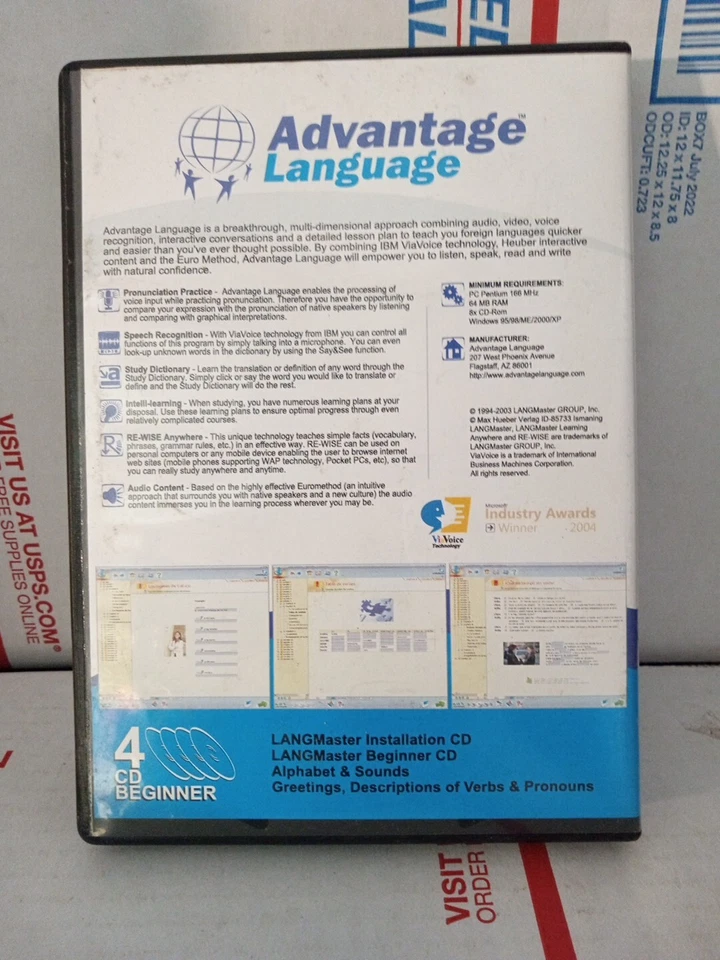 BOX7 July 2022
ID: 12 x 11.75 x 8
OD: 12.25 x 12 x 8.5
ODCUFT: 0.723
Advantage™
Language
Advantage Language is a breakthrough, multi-dimensional approach combining audio, video, voice
recognition, interactive conversations and a detailed lesson plan to teach you foreign languages quicker
and easier than you've ever thought possible. By combining IBM ViaVoice technology, Heuber interactive
content and the Euro Method, Advantage Language will empower you to listen, speak, read and write
with natural confidence.
Pronunciation Practice - Advantage Language enables the processing of
voice input while practicing pronunciation. Therefore you have the opportunity to
compare your expression with the pronunciation of native speakers by listening
and comparing with graphical interpretations.
Speech Recognition - With ViaVoice technology from IBM you can control all
functions of this program by simply talking into a microphone. You can even
look-up unknown words in the dictionary by using the Say&See function.
Study Dictionary - Learn the translation or definition of any word through the
Study Dictionary. Simply click or say the word you would like to translate or
define and the Study Dictionary will do the rest.
Intelli-learning - When studying, you have numerous learning plans at your
disposal. Use these learning plans to ensure optimal progress through even
relatively complicated courses.
RE-WISE Anywhere - This unique technology teaches simple facts (vocabulary,
phrases, grammar rules, etc.) in an effective way. RE-WISE can be used on
personal computers or any mobile device enabling the user to browse internet
web sites (mobile phones supporting WAP technology, Pocket PCs, etc), so that
you can really study anywhere and anytime.
Audio Content - Based on the highly effective Euromethod (an intuitive
approach that surrounds you with native speakers and a new culture) the audio
content immerses you in the learning process wherever you may be.
MINIMUM REQUIREMENTS:
PC Pentium 166 MHz
64 MB RAM
8x CD-Rom
Windows 95/98/ME/2000/XP
MANUFACTURER:
Advantage Language
207 West Phoenix Avenue
Flagstaff, AZ 86001
http://www.advantagelanguage.com
© 1994-2003 LANGMaster GROUP, Inc.
© Max Hueber Verlag ID-85733 Ismaning
LANGMaster, LANGMaster Learning
Anywhere and RE-WISE are trademarks of
LANGMaster GROUP, Inc.
ViaVoice is a trademark of International
Business Machines Corporation.
All rights reserved.
ViaVoice
Technology
Microsoft
Industry Awards
Winner 2004
4
CD
BEGINNER
LANGMaster Installation CD
LANGMaster Beginner CD
Alphabet & Sounds
Greetings, Descriptions of Verbs & Pronouns
VISIT US AT USPS.COM®
FREE SUPPLIES ONLINE
VISIT
ORDER